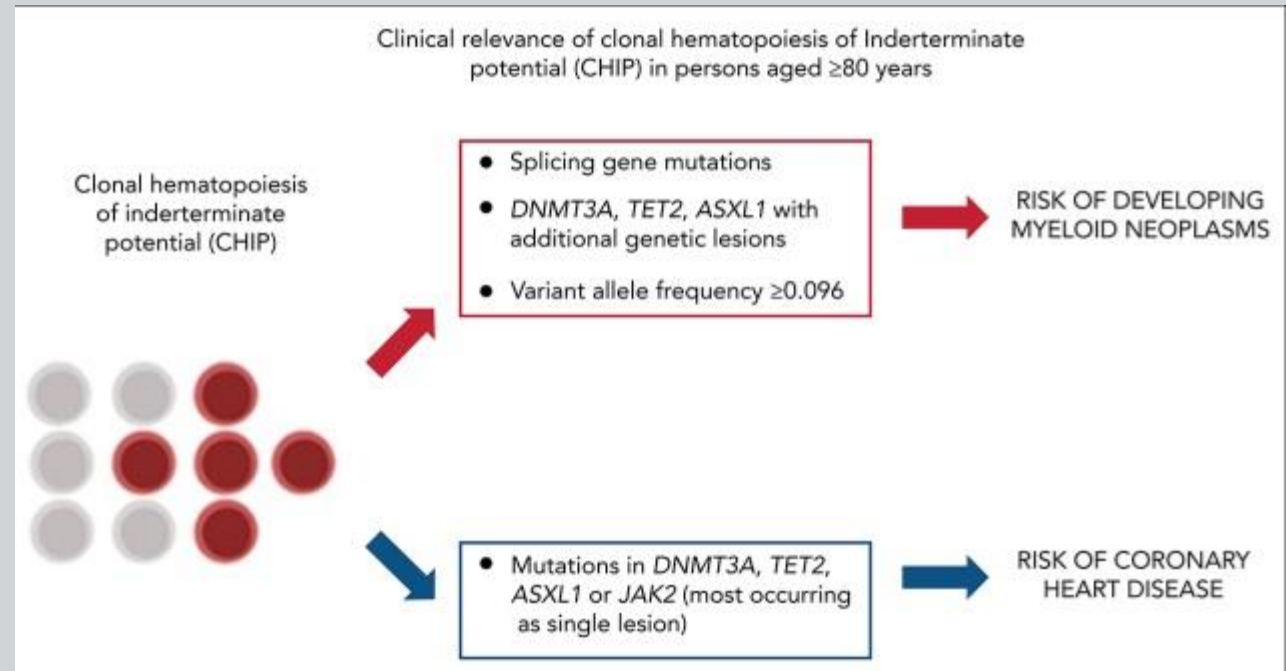 Clinical relevance of clonal hematopoiesis of Inderterminate
potential (CHIP) in persons aged ≥80 years
Clonal hematopoiesis
of inderterminate
potential (CHIP)
● Splicing gene mutations
● DNMT3A, TET2, ASXL1 with
additional genetic lesions
● Variant allele frequency ≥0.096
RISK OF DEVELOPING
MYELOID NEOPLASMS
● Mutations in DNMT3A, TET2,
ASXL1 or JAK2 (most occurring
as single lesion)
RISK OF CORONARY
HEART DISEASE